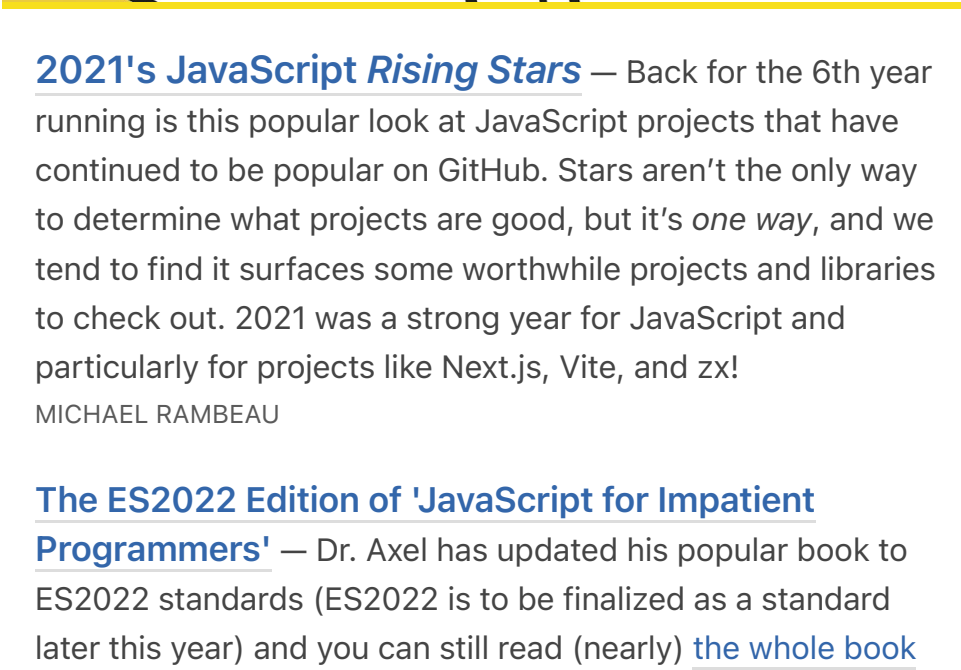 2021's JavaScript Rising Stars — Back for the 6th year
running is this popular look at JavaScript projects that have
continued to be popular on GitHub. Stars aren’t the only way
to determine what projects are good, but it’s one way, and we
tend to find it surfaces some worthwhile projects and libraries
to check out. 2021 was a strong year for JavaScript and
particularly for projects like Next.js, Vite, and zx!
MICHAEL RAMBEAU
The ES2022 Edition of 'JavaScript for Impatient
Programmers' — Dr. Axel has updated his popular book to
ES2022 standards (ES2022 is to be finalized as a standard
later this year) and you can still read (nearly) the whole book